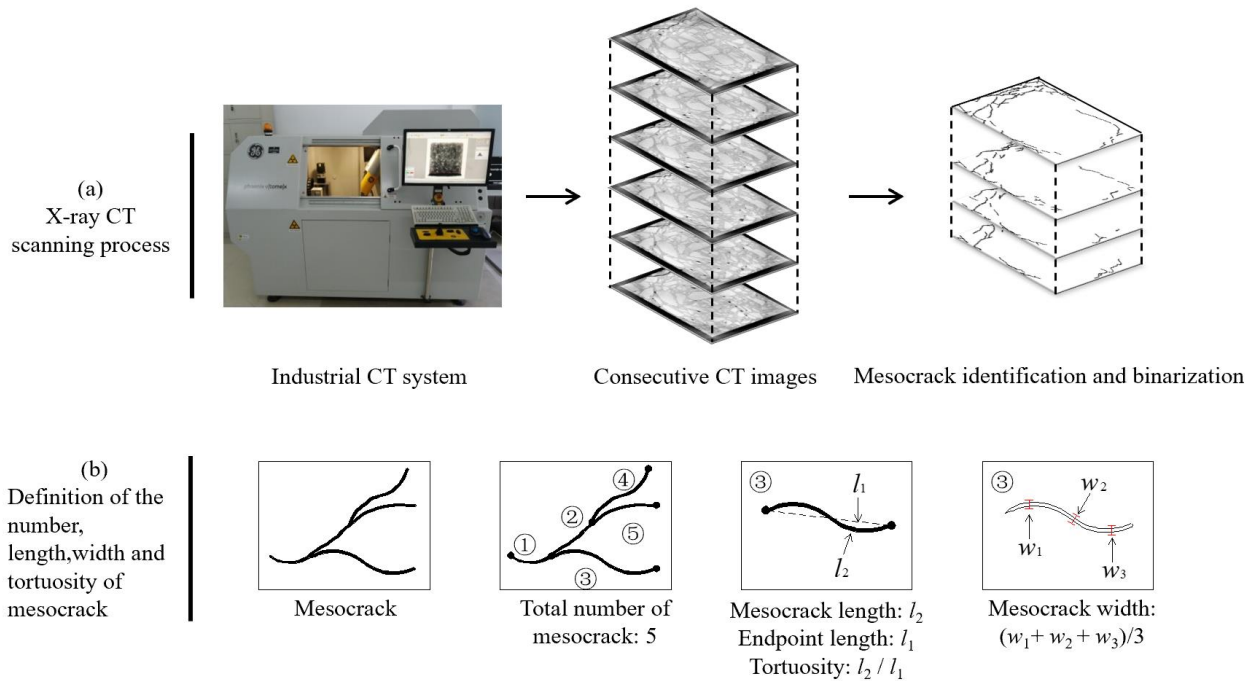 (a)
X-ray CT
scanning process
GE
Industrial CT system
Consecutive CT images
Mesocrack identification and binarization
(b)
Definition of the
number,
length,width and
tortuosity of
mesocrack
Mesocrack
①
②
③
④
⑤
Total number of
mesocrack: 5
③
l₁
l₂
Mesocrack length: l₂
Endpoint length: l₁
Tortuosity: l₂ / l₁
③
w₁
w₂
w₃
Mesocrack width:
(w₁+ w₂ + w₃)/3